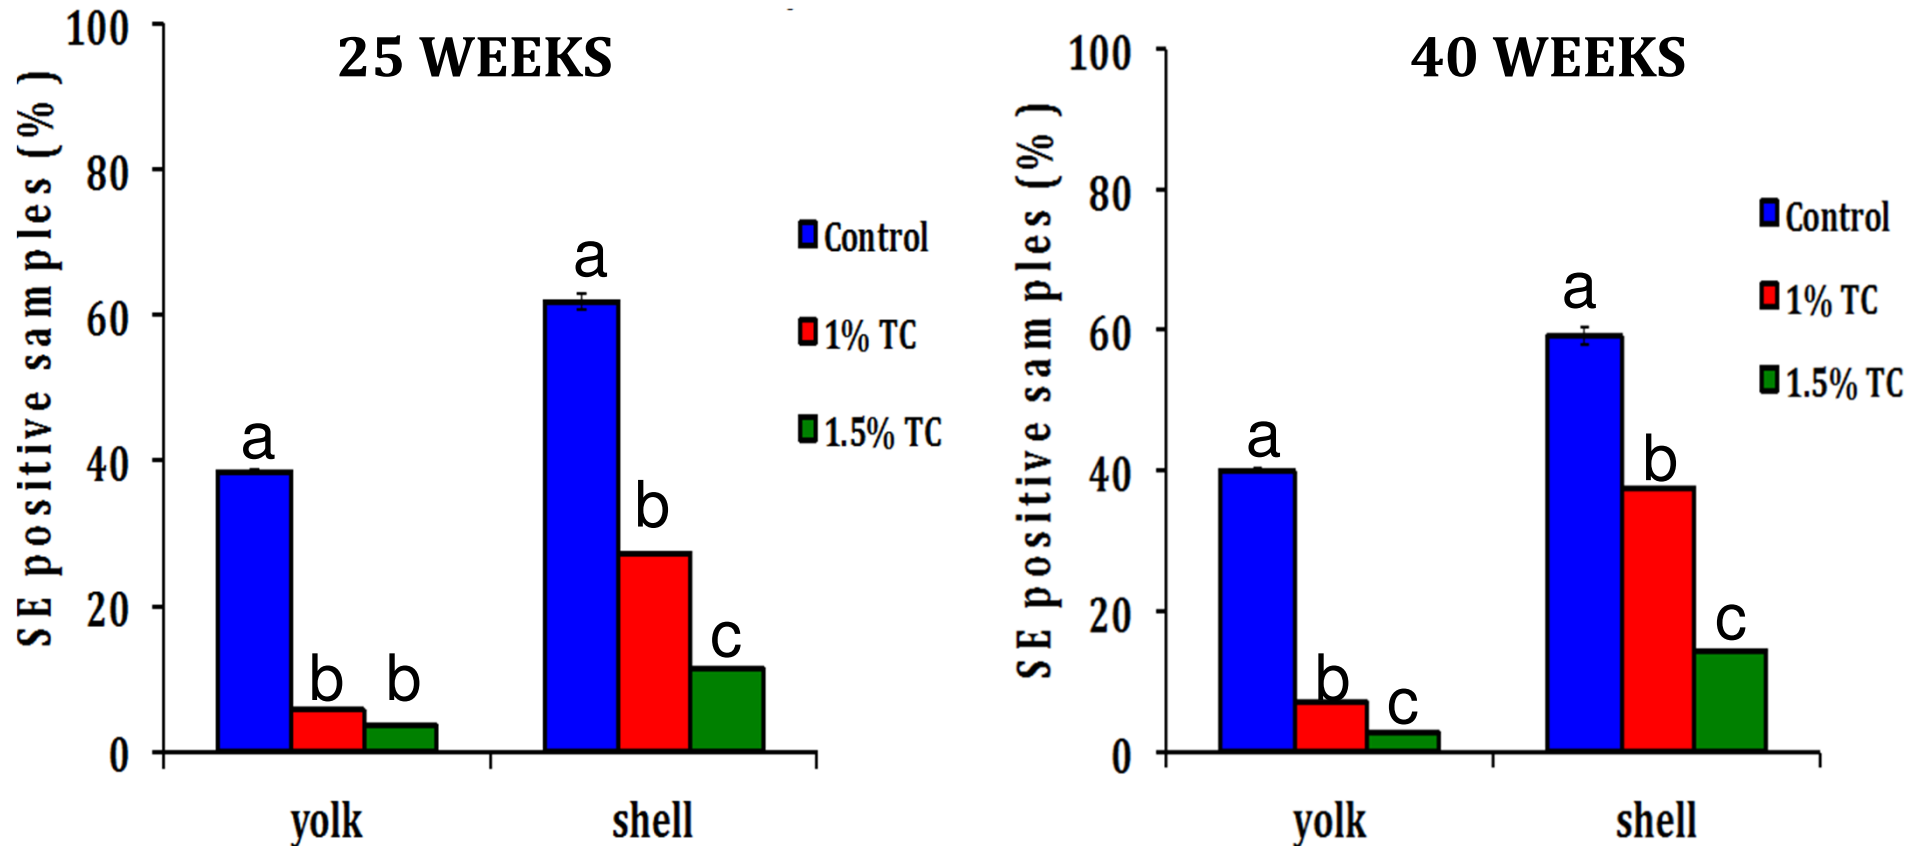 25 WEEKS
SE positive samples (%)
100
80
60
40
20
0
a
b
b
a
b
c
yolk
shell
Control
1% TC
1.5% TC
40 WEEKS
SE positive samples (%)
100
80
60
40
20
0
a
b
c
a
b
c
yolk
shell
Control
1% TC
1.5% TC